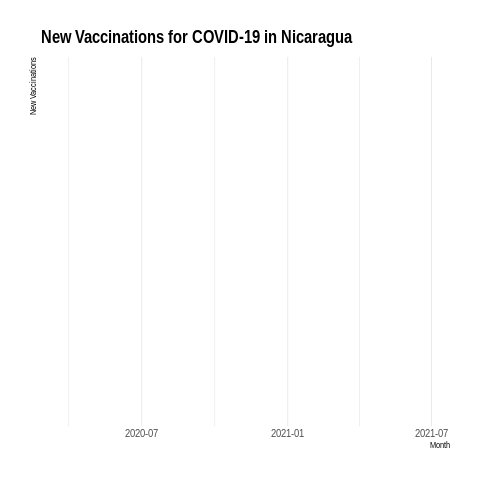 New Vaccinations for COVID-19 in Nicaragua
New Vaccinations
2020-07
2021-01
2021-07
Month